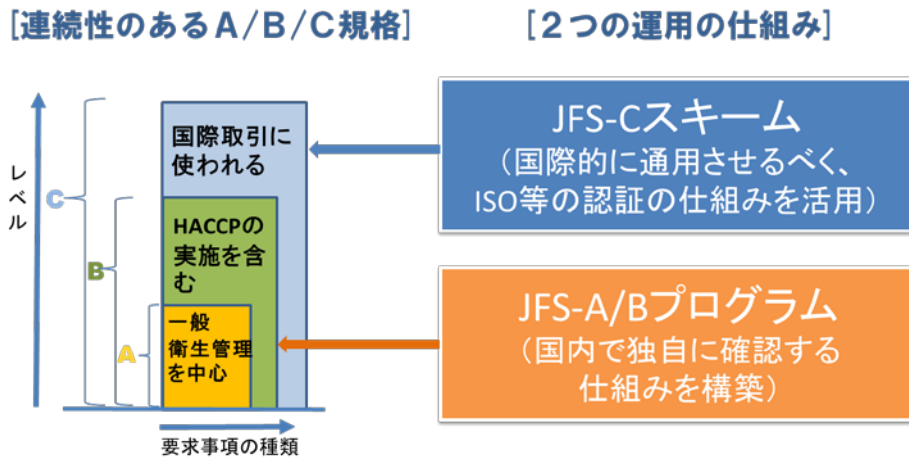 [連続性のあるA/B/C規格]
[２つの運用の仕組み]
レベル
C
B
A
国際取引に
使われる
HACCPの
実施を含
む
一般
衛生管理
を中心
要求事項の種類
JFS-Cスキーム
（国際的に通用させるべく、
ISO等の認証の仕組みを活用）
JFS-A/Bプログラム
（国内で独自に確認する
仕組みを構築）